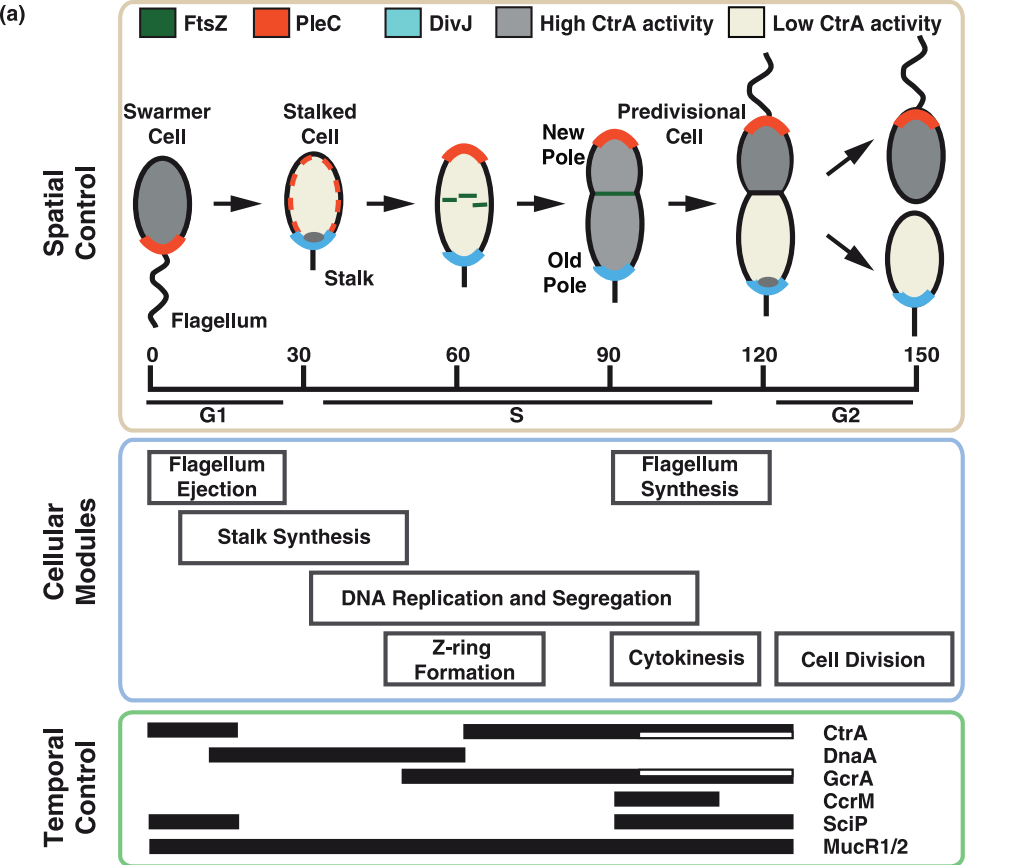 (a)
FtsZ
PleC
DivJ
High CtrA activity
Low CtrA activity
Spatial
Control
Swarmer
Cell
Stalked
Cell
New
Pole
Predivisional
Cell
Old
Pole
Stalk
Flagellum
0
30
60
90
120
150
G1
S
G2
Cellular
Modules
Flagellum
Ejection
Flagellum
Synthesis
Stalk Synthesis
DNA Replication and Segregation
Z-ring
Formation
Cytokinesis
Cell Division
Temporal
Control
CtrA
DnaA
GcrA
CcrM
SciP
MucR1/2